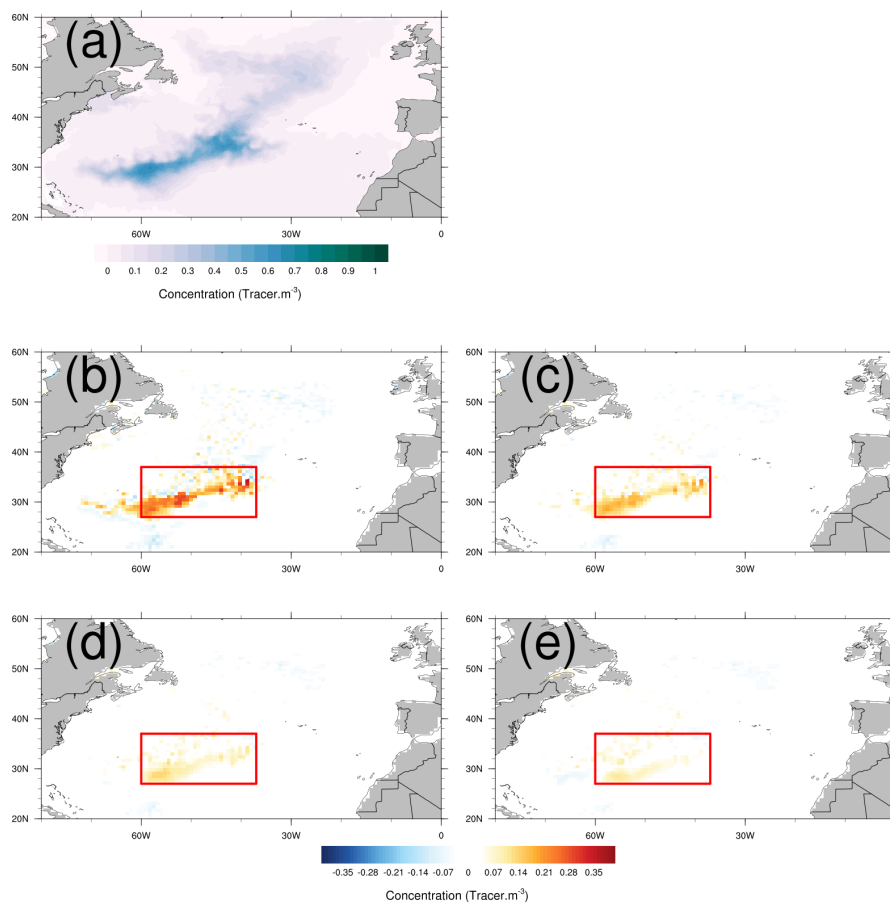 (a)
60N
50N
40N
30N
20N
60W 30W 0
0 0.1 0.2 0.3 0.4 0.5 0.6 0.7 0.8 0.9 1
Concentration (Tracer.m-3)
(b)
60N
50N
40N
30N
20N
60W 30W 0
(c)
60N
50N
40N
30N
20N
60W 30W
(d)
60N
50N
40N
30N
20N
60W 30W 0
(e)
60N
50N
40N
30N
20N
60W 30W
-0.35 -0.28 -0.21 -0.14 -0.07 0 0.07 0.14 0.21 0.28 0.35
Concentration (Tracer.m-3)